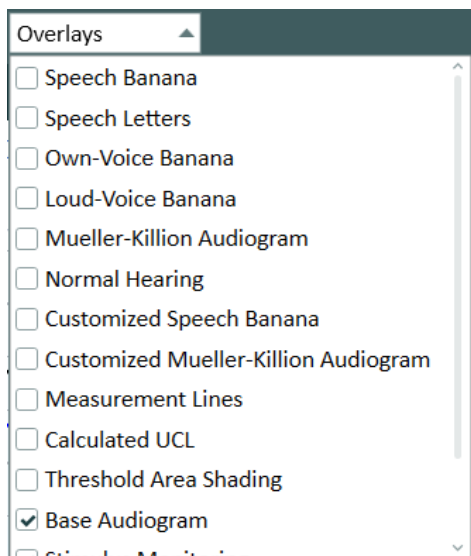 Overlays
Speech Banana
Speech Letters
Own-Voice Banana
Loud-Voice Banana
Mueller-Killion Audiogram
Normal Hearing
Customized Speech Banana
Customized Mueller-Killion Audiogram
Measurement Lines
Calculated UCL
Threshold Area Shading
Base Audiogram